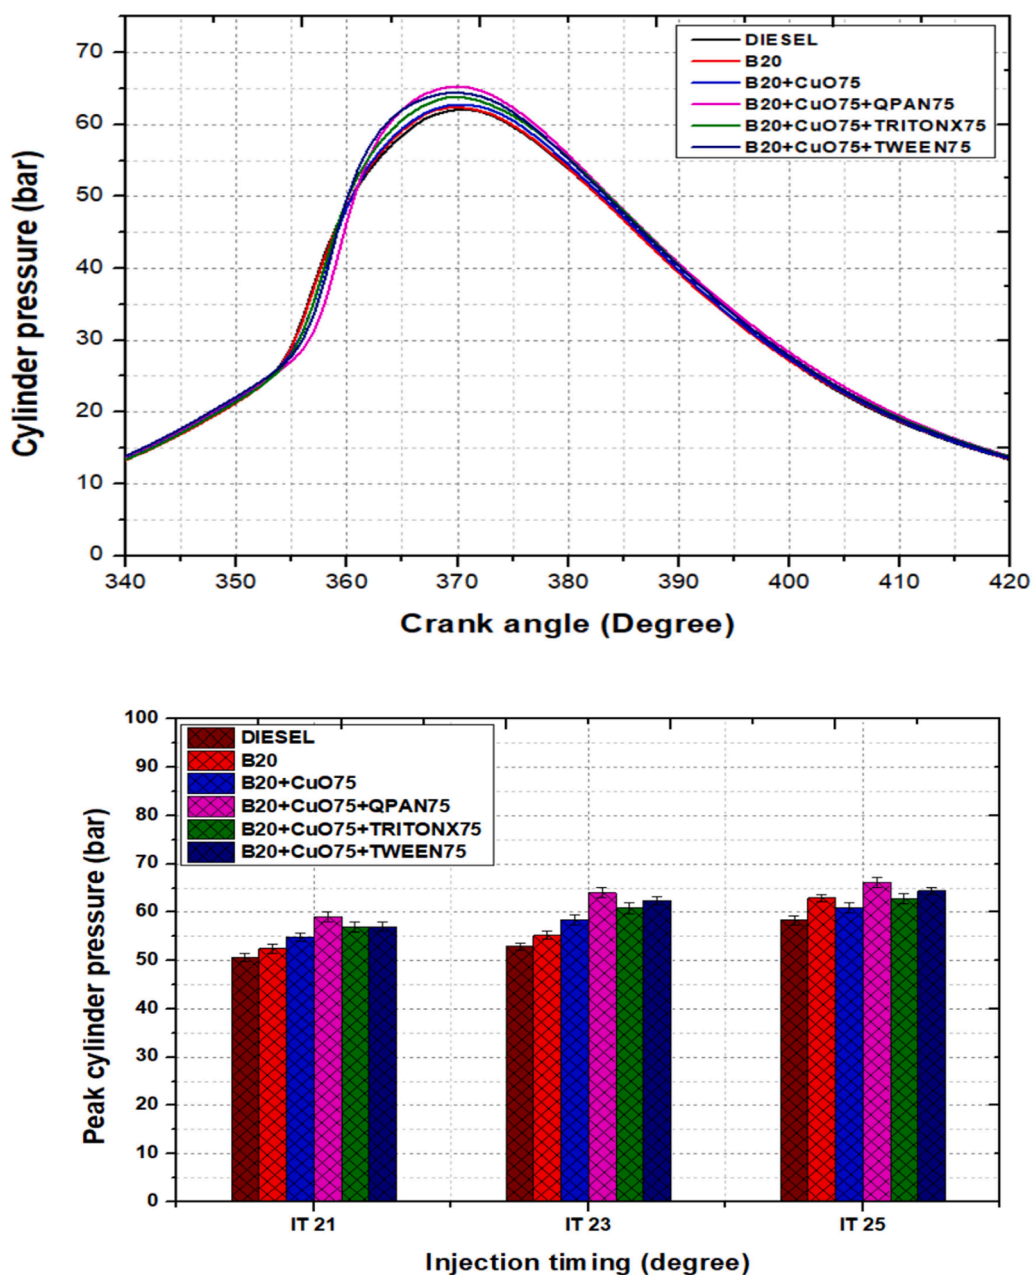 70
60
50
40
30
20
10
0
Cylinder pressure (bar)
DIESEL
B20
B20+CuO75
B20+CuO75+QPAN75
B20+CuO75+TRITONX75
B20+CuO75+TWEEN75
340 350 360 370 380 390 400 410 420
Crank angle (Degree)
100
90
80
70
60
50
40
30
20
10
0
Peak cylinder pressure (bar)
DIESEL
B20
B20+CuO75
B20+CuO75+QPAN75
B20+CuO75+TRITONX75
B20+CuO75+TWEEN75
IT 21 IT 23 IT 25
Injection timing (degree)